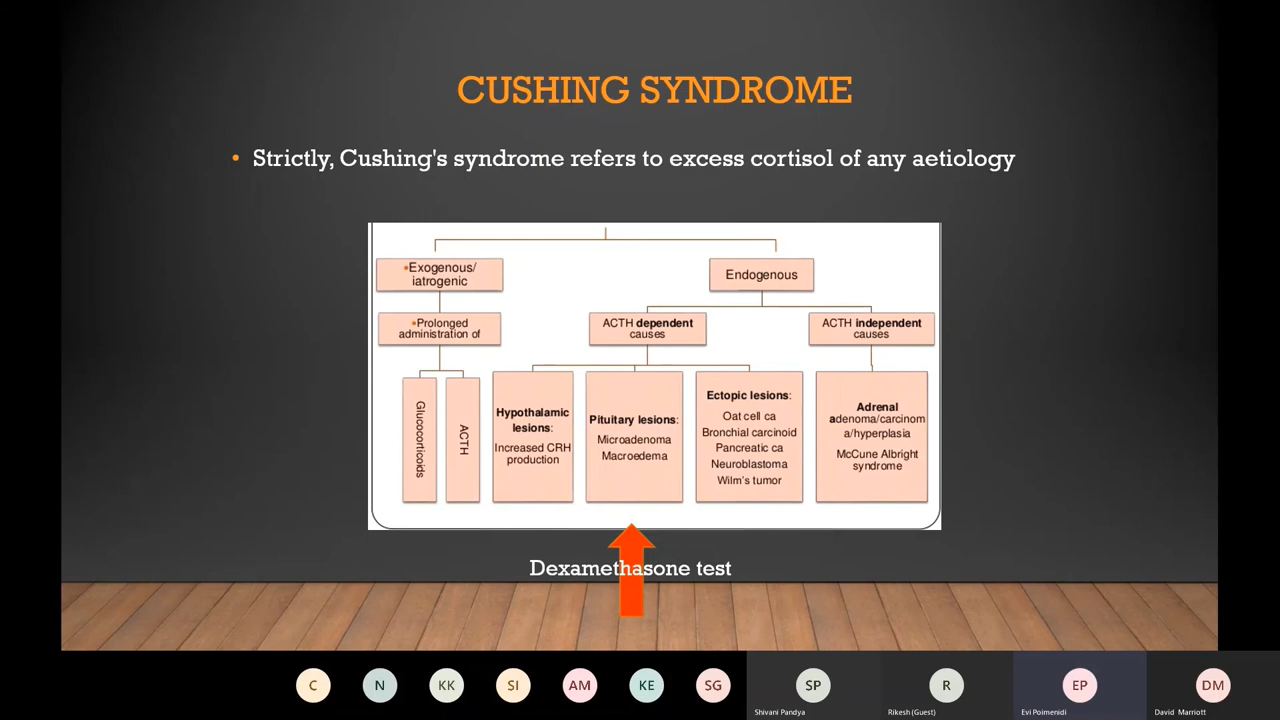 CUSHING SYNDROME
• Strictly, Cushing's syndrome refers to excess cortisol of any aetiology
•Exogenous/
iatrogenic
Endogenous
•Prolonged
administration of
ACTH dependent
causes
ACTH independent
causes
Glucocorticoids
ACTH
Hypothalamic
lesions:
Increased CRH
production
Pituitary lesions:
Microadenoma
Macroedema
Ectopic lesions:
Oat cell ca
Bronchial carcinoid
Pancreatic ca
Neuroblastoma
Wilm's tumor
Adrenal
adenoma/carcinom
a/hyperplasia
McCune Albright
syndrome
Dexamethasone test
C
N
KK
SI
AM
KE
SG
SP
Shivani Pandya
R
Rikesh (Guest)
EP
Evi Poimenidi
DM
David Marriott